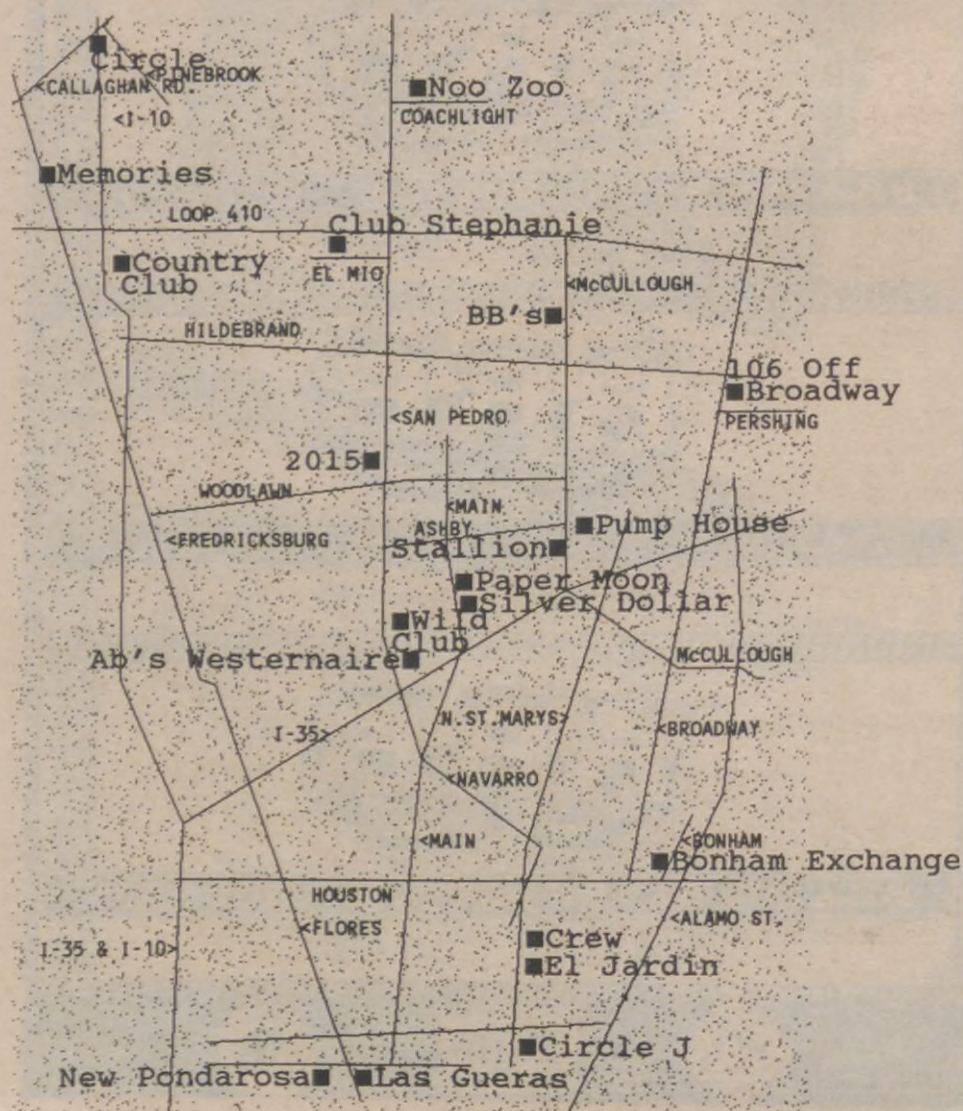 ■Circle
<PINEBROOK
<CALLAGHAN RD.
■Noo Zoo
COACHLIGHT
<I-10
■Memories
LOOP 410
Club Stephanie
■Country
Club
EL MIO
<McCULLOUGH
BB's■
HILDEBRAND
106 Off
■Broadway
PERSHING
<SAN PEDRO
2015■
WOODLAWN
<MAIN
ASHBY
<FREDRICKSBURG
■Pump House
Stallion■
■Paper Moon
■Silver Dollar
■Wild
Club
Ab's Westernaire■
McCULLOUGH
N.ST.MARYS>
<BROADWAY
I-35>
<NAVARRO
<MAIN
<BONHAM
■Bonham Exchange
HOUSTON
<ALAMO ST.
<FLORES
I-35 & I-10>
■Crew
■El Jardin
■Circle J
New Pondarosa■
■Las Gueras